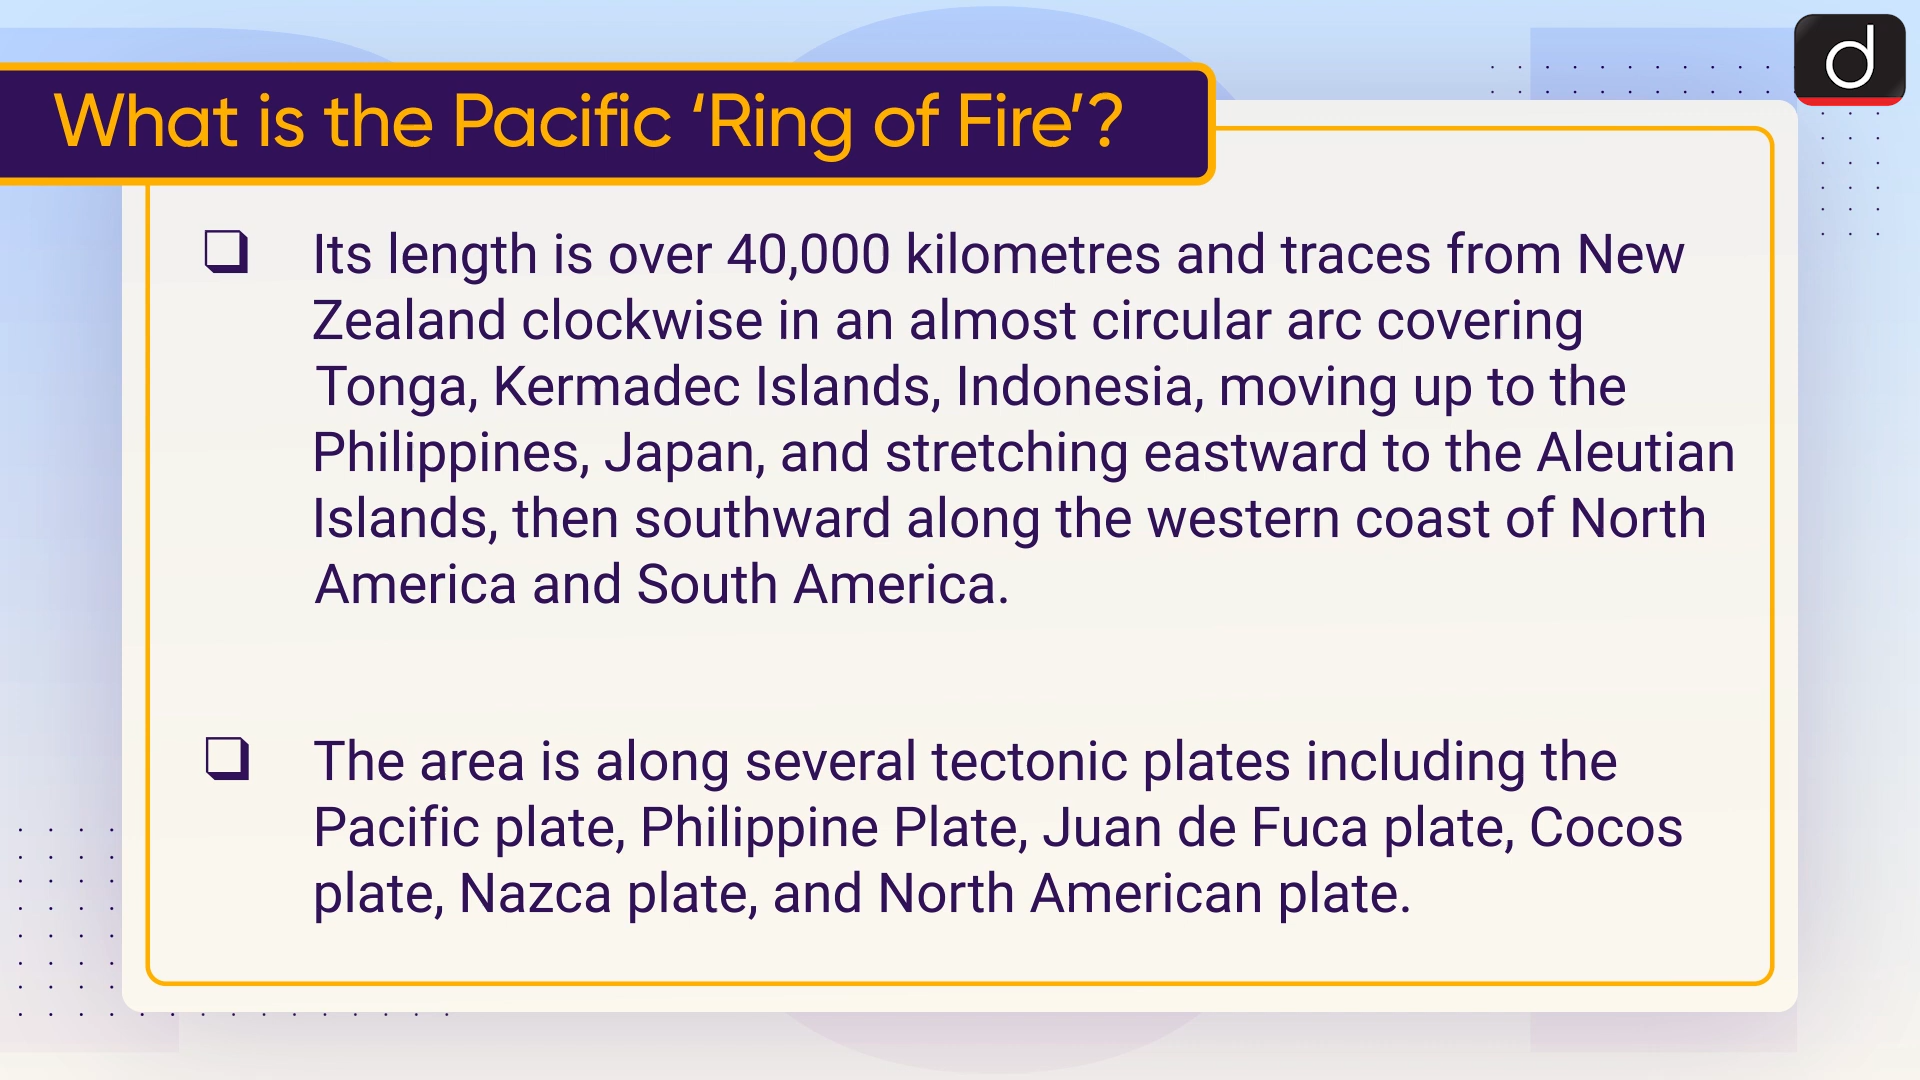 What is the Pacific ‘Ring of Fire’?
d
❑ Its length is over 40,000 kilometres and traces from New
Zealand clockwise in an almost circular arc covering
Tonga, Kermadec Islands, Indonesia, moving up to the
Philippines, Japan, and stretching eastward to the Aleutian
Islands, then southward along the western coast of North
America and South America.
❑ The area is along several tectonic plates including the
Pacific plate, Philippine Plate, Juan de Fuca plate, Cocos
plate, Nazca plate, and North American plate.